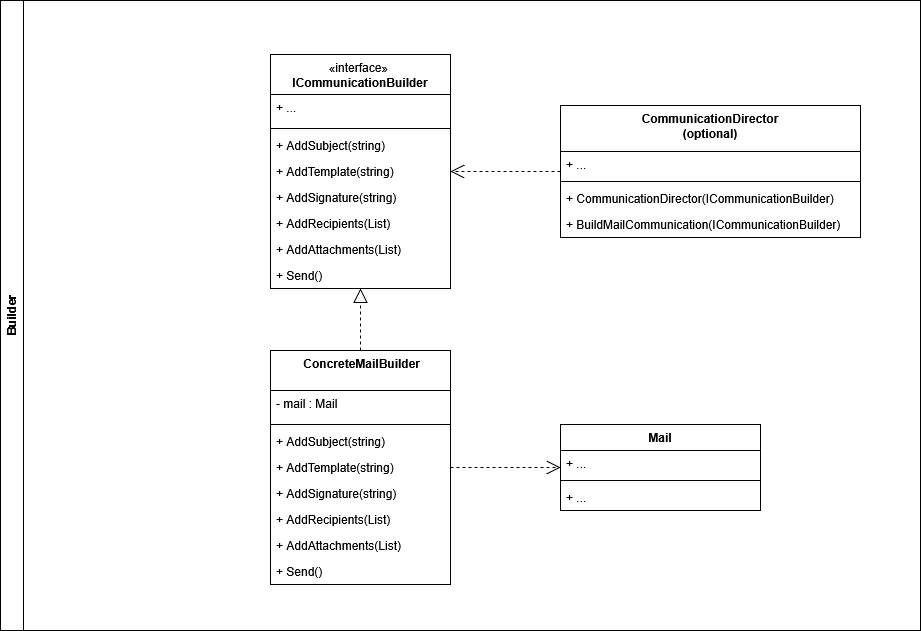 Builder
«interface»
ICommunicationBuilder
+ ...
+ AddSubject(string)
+ AddTemplate(string)
+ AddSignature(string)
+ AddRecipients(List)
+ AddAttachments(List)
+ Send()
CommunicationDirector
(optional)
+ ...
+ CommunicationDirector(ICommunicationBuilder)
+ BuildMailCommunication(ICommunicationBuilder)
ConcreteMailBuilder
- mail : Mail
+ AddSubject(string)
+ AddTemplate(string)
+ AddSignature(string)
+ AddRecipients(List)
+ AddAttachments(List)
+ Send()
Mail
+ ...
+ ...